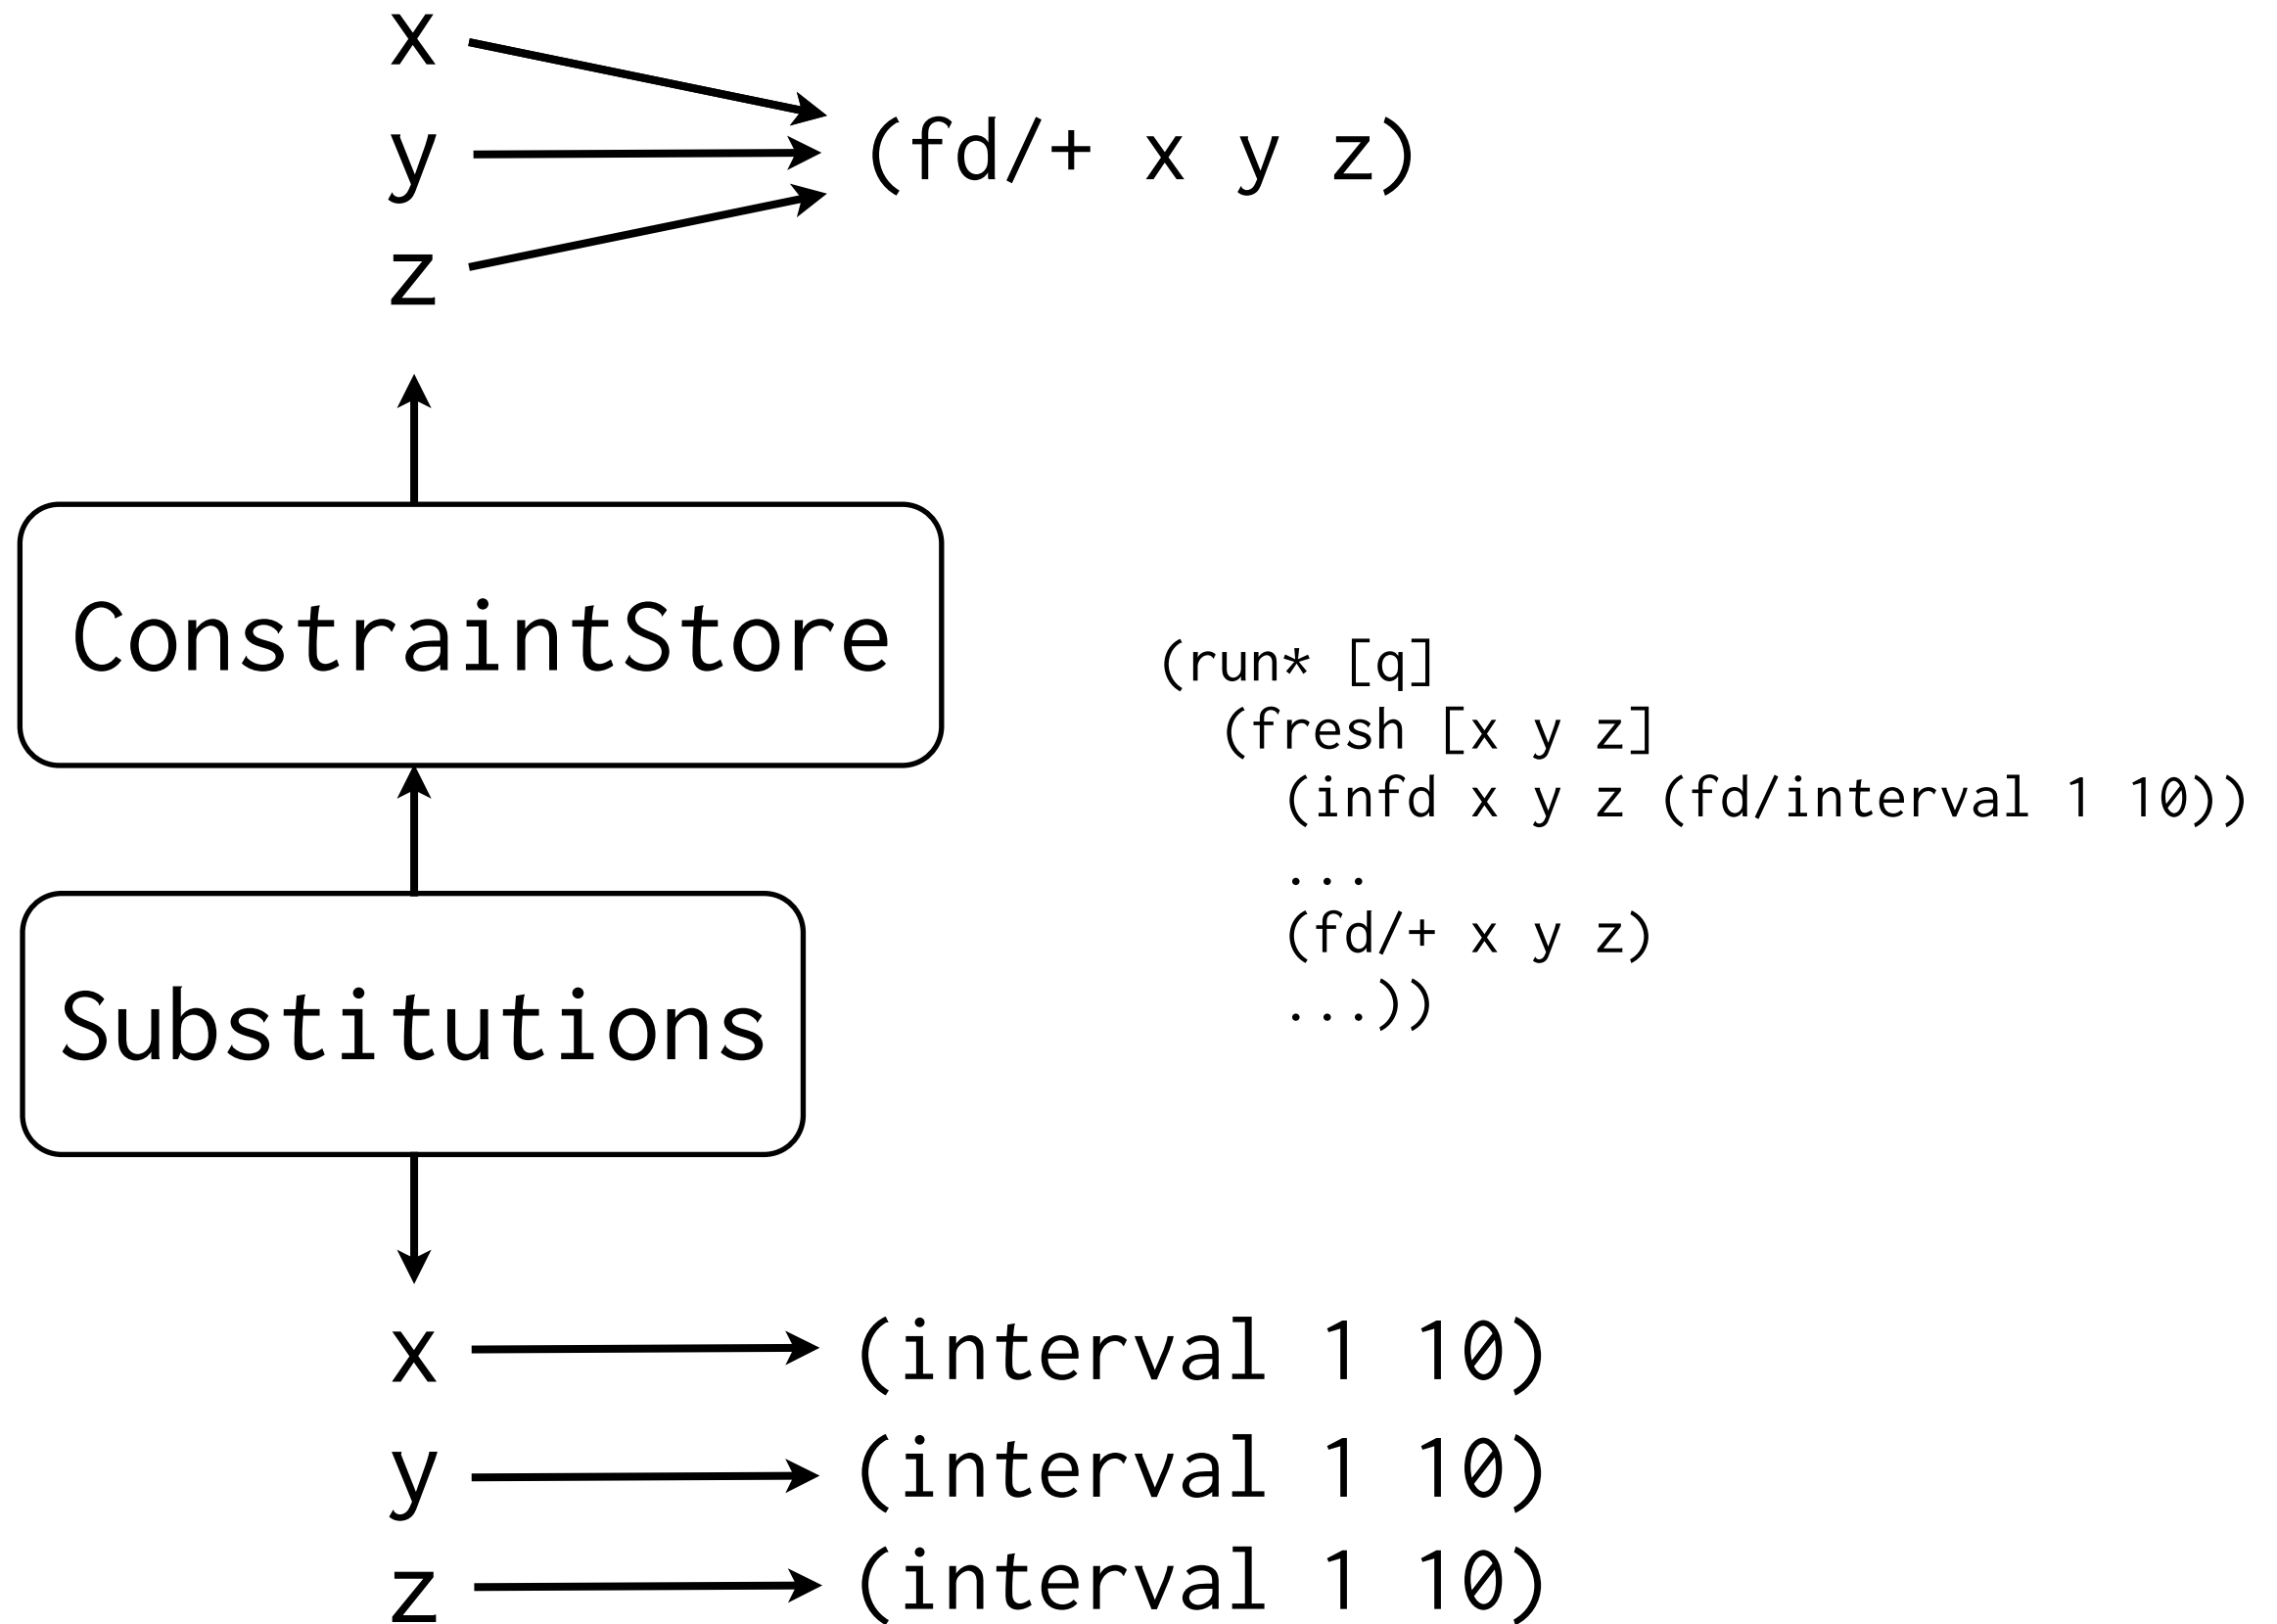 x
y
(fd/+ x y z)
z
ConstraintStore
(run* [q]
(fresh [x y z]
(infd x y z (fd/interval 1 10))
...
(fd/+ x y z)
...))
Substitutions
x (interval 1 10)
y (interval 1 10)
z (interval 1 10)